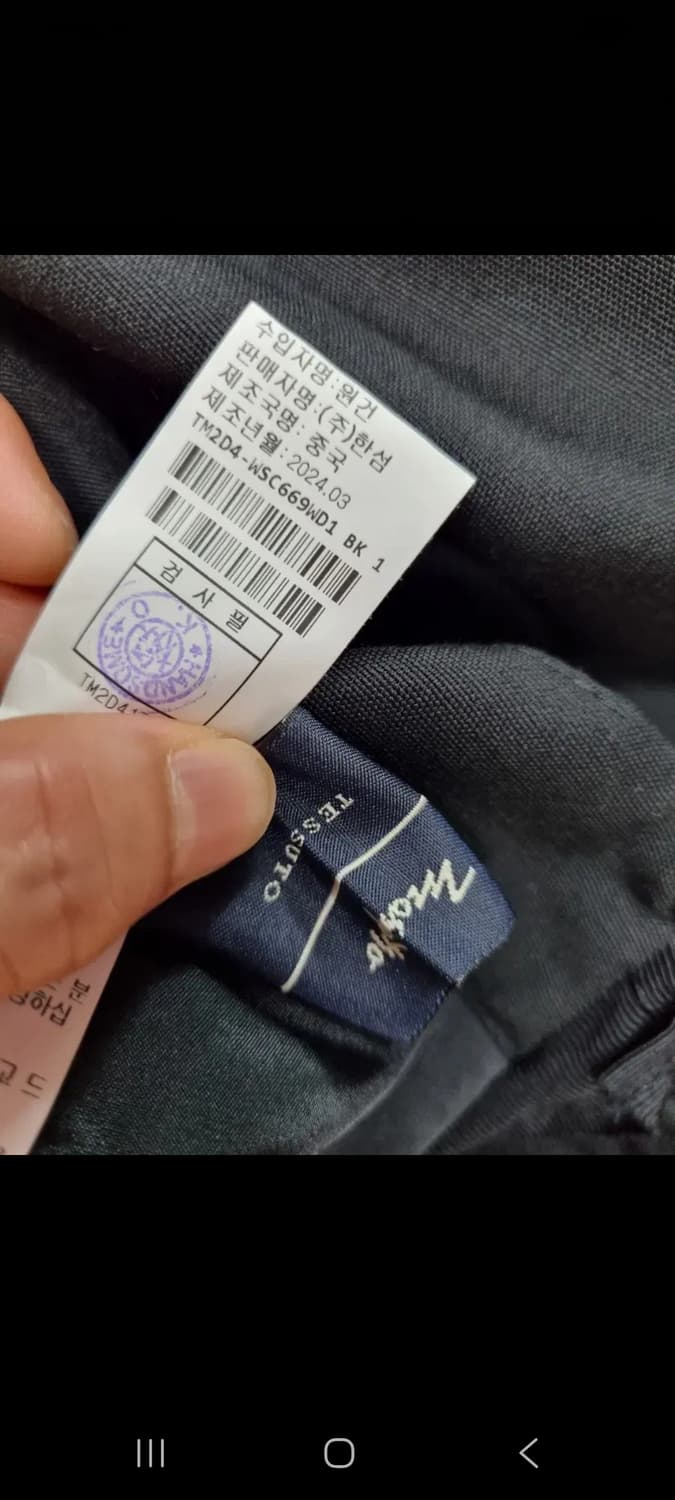 수입자명:원건
판매자명:(주)한섬
제조국명: 중국
제조년월:2024.03
TM2D4-WSC669WD1 BK 1
검 사 필
HANDSOME
K.O
TM2D4
TESSUTO